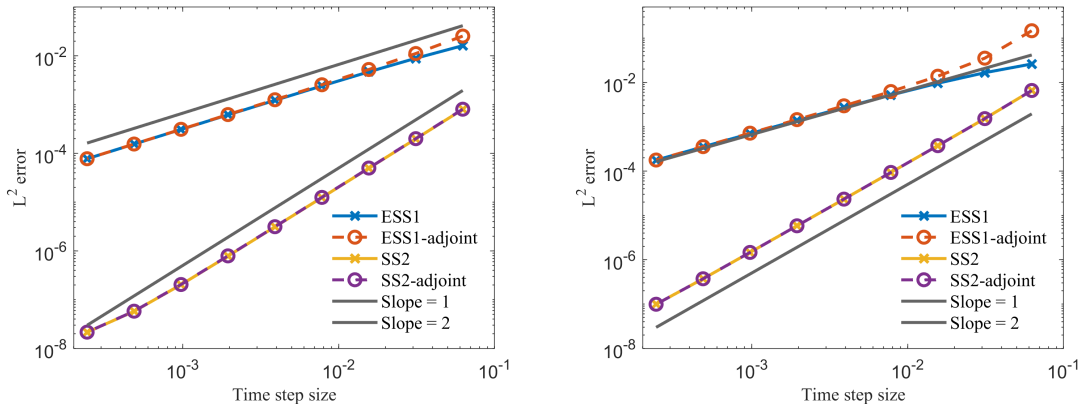 10^-2
10^-4
10^-6
10^-8
L^2 error
10^-3
10^-2
10^-1
Time step size
ESS1
ESS1-adjoint
SS2
SS2-adjoint
Slope = 1
Slope = 2
10^-2
10^-4
10^-6
10^-8
L^2 error
10^-3
10^-2
10^-1
Time step size
ESS1
ESS1-adjoint
SS2
SS2-adjoint
Slope = 1
Slope = 2